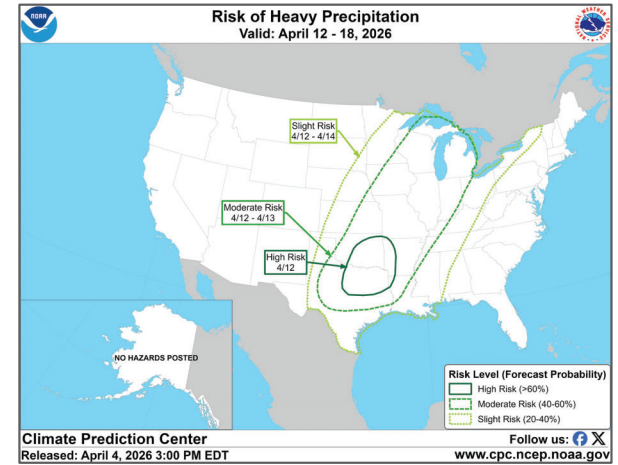 NOAA
Risk of Heavy Precipitation
Valid: April 12 - 18, 2026
Slight Risk
4/12 - 4/14
Moderate Risk
4/12 - 4/13
High Risk
4/12
NO HAZARDS POSTED
Risk Level (Forecast Probability)
High Risk (>60%)
Moderate Risk (40-60%)
Slight Risk (20-40%)
Climate Prediction Center
Released: April 4, 2026 3:00 PM EDT
Follow us:
www.cpc.ncep.noaa.gov